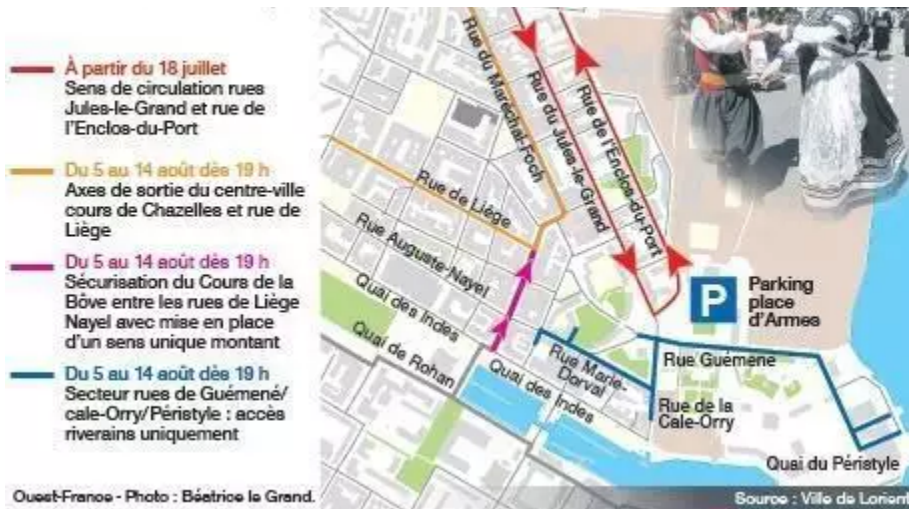 À partir du 18 juillet
Sens de circulation rues
Jules-le-Grand et rue de
l'Enclos-du-Port
Du 5 au 14 août dès 19 h
Axes de sortie du centre-ville
cours de Chazelles et rue de
Liège
Du 5 au 14 août dès 19 h
Sécurisation du Cours de la
Bôve entre les rues de Liège
Nayel avec mise en place
d'un sens unique montant
Du 5 au 14 août dès 19 h
Secteur rues de Guémené/
cale-Orry/Péristyle : accès
riverains uniquement
Ouest-France - Photo : Béatrice le Grand.
Rue du Maréchal-Foch
Rue du Jules-le-Grand
Rue de l'Enclos-du-Port
Rue de Liège
Rue Auguste-Nayel
Quai des Indes
Quai de Rohan
P
Parking
place
d'Armes
Rue Marie-
Dorval
Quai des Indes
Rue Guémene
Rue de la
Cale-Orry
Quai du Péristyle
Source : Ville de Lorient